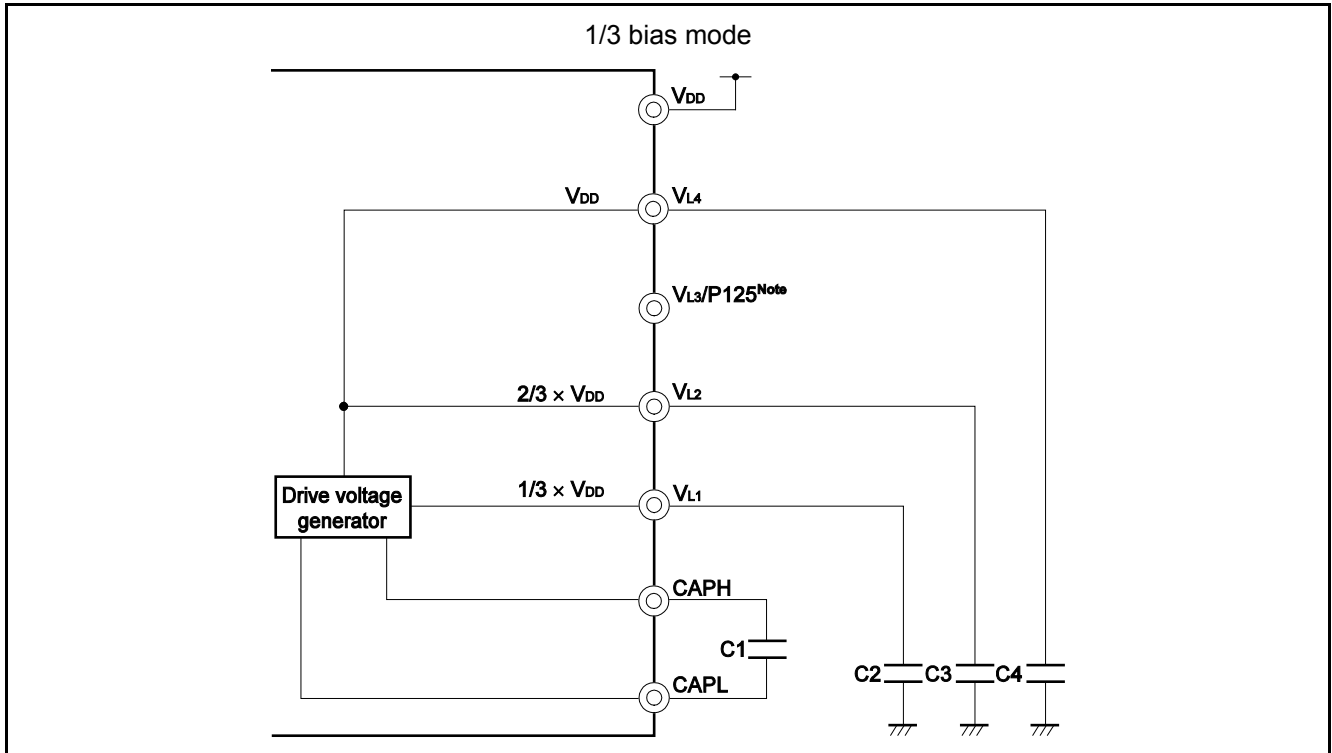 1/3 bias mode
VDD
VDD VL4
VL3/P125Note
2/3 × VDD VL2
1/3 × VDD VL1
Drive voltage
generator
CAPH
C1
C2 C3 C4
CAPL